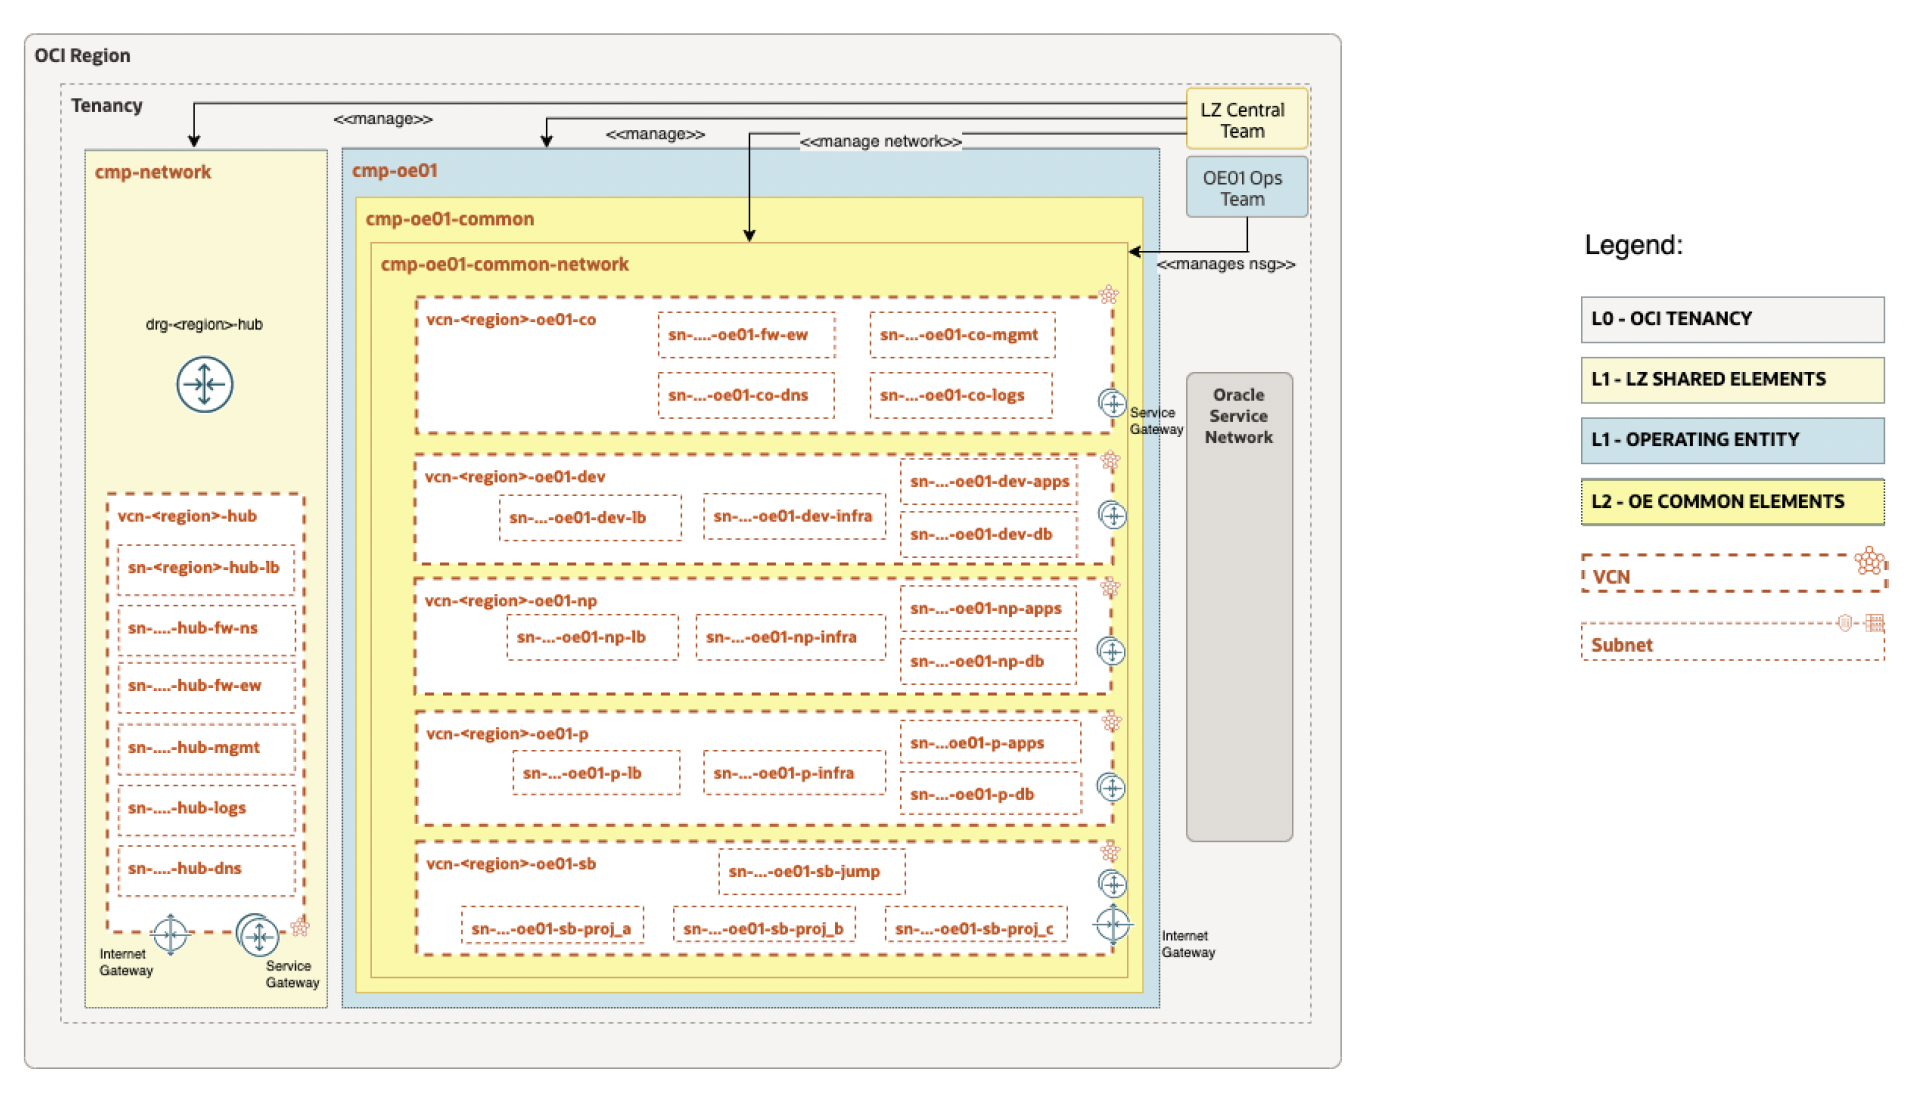 OCI Region
Tenancy
<<manage>>
<<manage>>
<<manage network>>
LZ Central
Team
OE01 Ops
Team
<<manages nsg>>
cmp-network
drg-<region>-hub
vcn-<region>-hub
sn-<region>-hub-lb
sn-....-hub-fw-ns
sn-....-hub-fw-ew
sn-....-hub-mgmt
sn-....-hub-logs
sn-....-hub-dns
Internet
Gateway
Service
Gateway
cmp-oe01
cmp-oe01-common
cmp-oe01-common-network
vcn-<region>-oe01-co
sn-....-oe01-fw-ew
sn-...-oe01-co-mgmt
sn-...-oe01-co-dns
sn-...-oe01-co-logs
Service
Gateway
vcn-<region>-oe01-dev
sn-...-oe01-dev-lb
sn-...-oe01-dev-infra
sn-...-oe01-dev-apps
sn-...-oe01-dev-db
vcn-<region>-oe01-np
sn-...-oe01-np-lb
sn-...-oe01-np-infra
sn-...-oe01-np-apps
sn-...-oe01-np-db
vcn-<region>-oe01-p
sn-...-oe01-p-lb
sn-...-oe01-p-infra
sn-...oe01-p-apps
sn-...-oe01-p-db
vcn-<region>-oe01-sb
sn-...-oe01-sb-jump
sn-...-oe01-sb-proj_a
sn-...-oe01-sb-proj_b
sn-...-oe01-sb-proj_c
Internet
Gateway
Oracle
Service
Network
Legend:
L0 - OCI TENANCY
L1 - LZ SHARED ELEMENTS
L1 - OPERATING ENTITY
L2 - OE COMMON ELEMENTS
VCN
Subnet